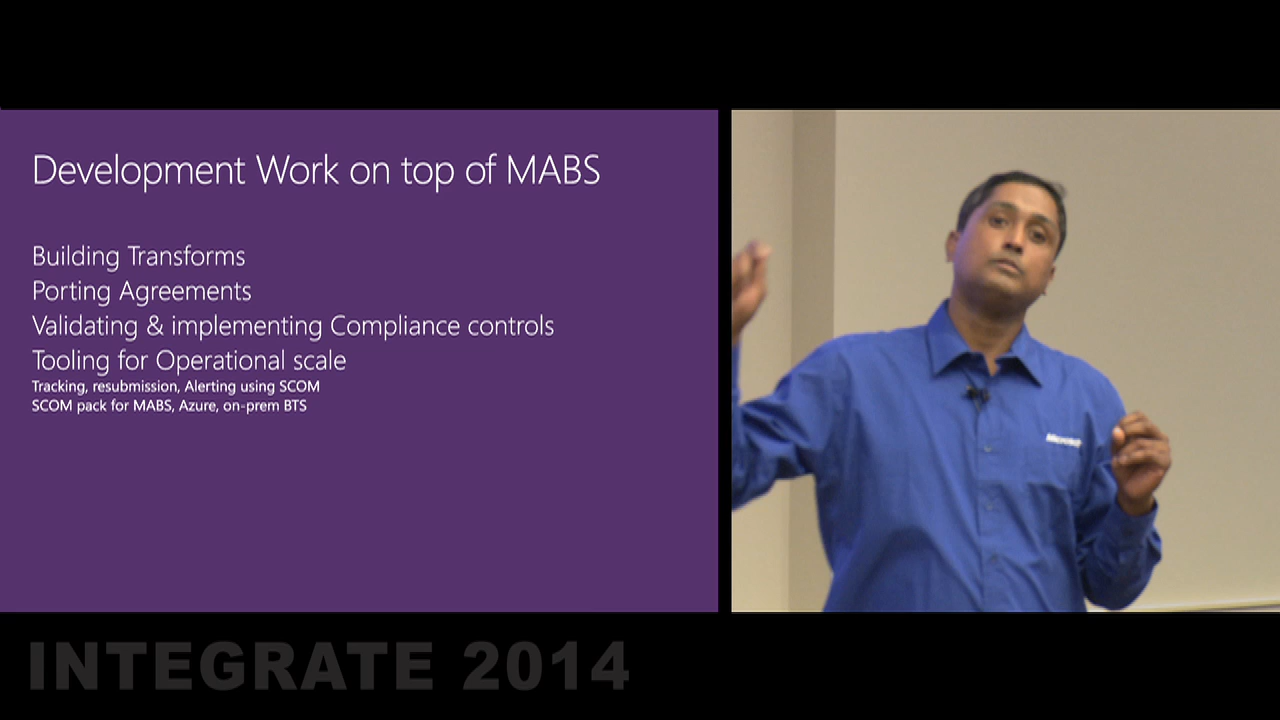 Development Work on top of MABS
Building Transforms
Porting Agreements
Validating & implementing Compliance controls
Tooling for Operational scale
Tracking, resubmission, Alerting using SCOM
SCOM pack for MABS, Azure, on-prem BTS
Microsoft
INTEGRATE 2014